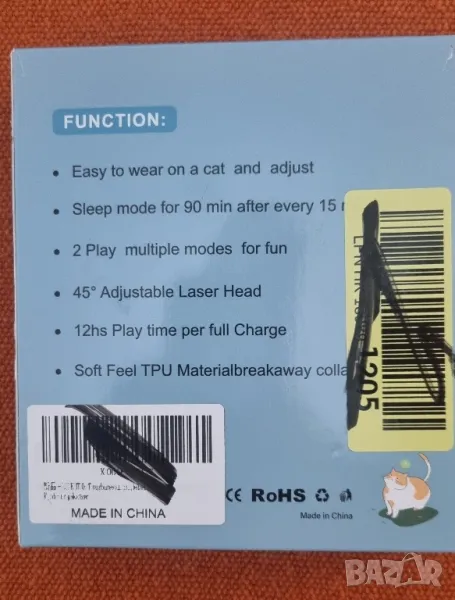 FUNCTION:
Easy to wear on a cat and adjust
Sleep mode for 90 min after every 15
2 Play multiple modes for fun
45° Adjustable Laser Head
12hs Play time per full Charge
Soft Feel TPU Materialbreakaway colla
1205
MADE IN CHINA
CE RoHS
Made in China
BAZAR